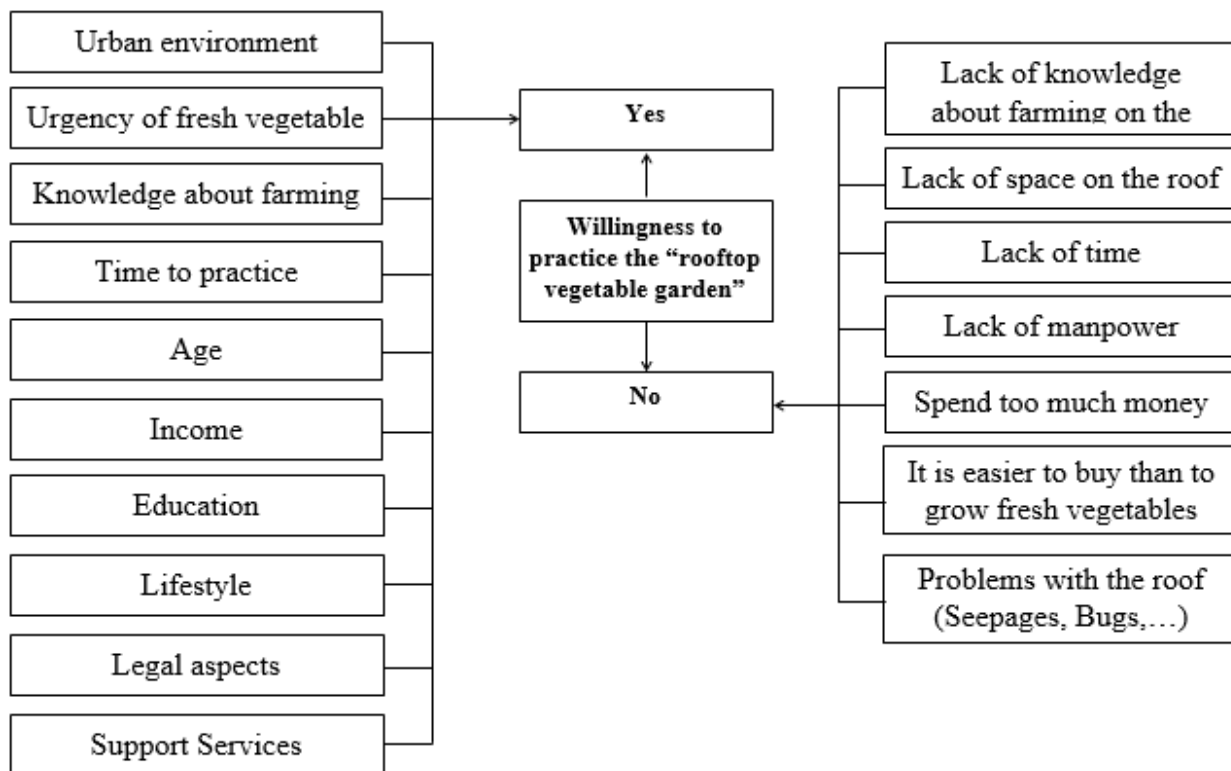 Urban environment
Urgency of fresh vegetable
Knowledge about farming
Time to practice
Age
Income
Education
Lifestyle
Legal aspects
Support Services
Yes
Willingness to
practice the “rooftop
vegetable garden”
No
Lack of knowledge
about farming on the
Lack of space on the roof
Lack of time
Lack of manpower
Spend too much money
It is easier to buy than to
grow fresh vegetables
Problems with the roof
(Seepages, Bugs,…)